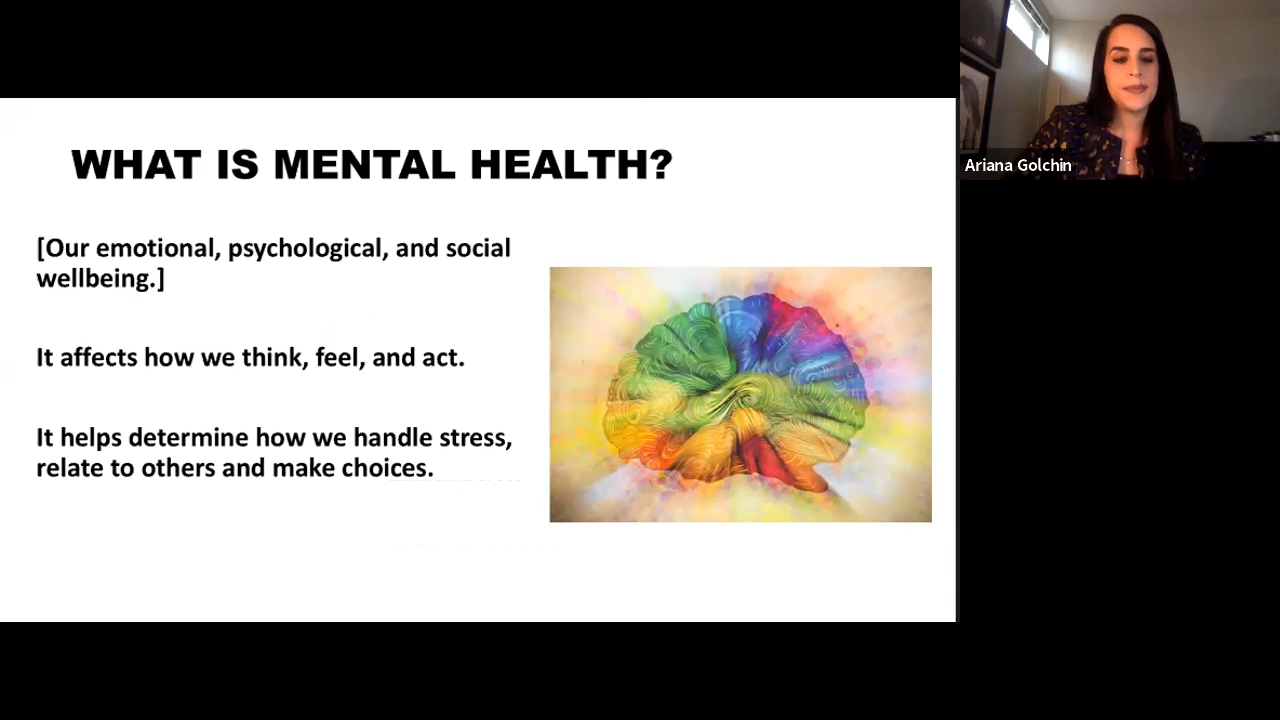 WHAT IS MENTAL HEALTH?
[Our emotional, psychological, and social
wellbeing.]
It affects how we think, feel, and act.
It helps determine how we handle stress,
relate to others and make choices.
Ariana Golchin